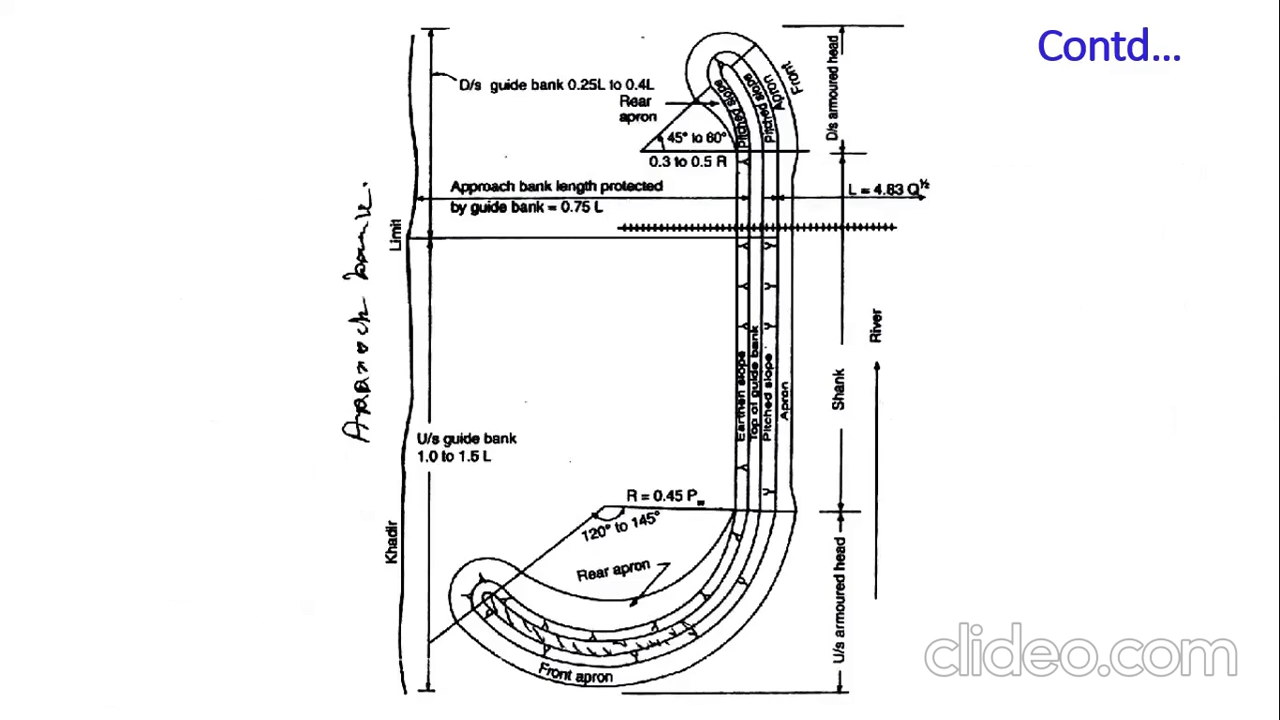 Contd...
D/s guide bank 0.25L to 0.4L
Rear
apron
Pitched slope
Pitched slope
Apron
Front
D/s armoured head
45° to 60°
0.3 to 0.5 R
Approach bank length protected
by guide bank = 0.75 L
L = 4.83 Q½
Limit
River
Earthen slope
Top of guide bank
Pitched slope
Apron
Shank
U/s guide bank
1.0 to 1.5 L
R = 0.45 Pw
120° to 145°
Khadir
Rear apron
Front apron
U/s armoured head
clideo.com